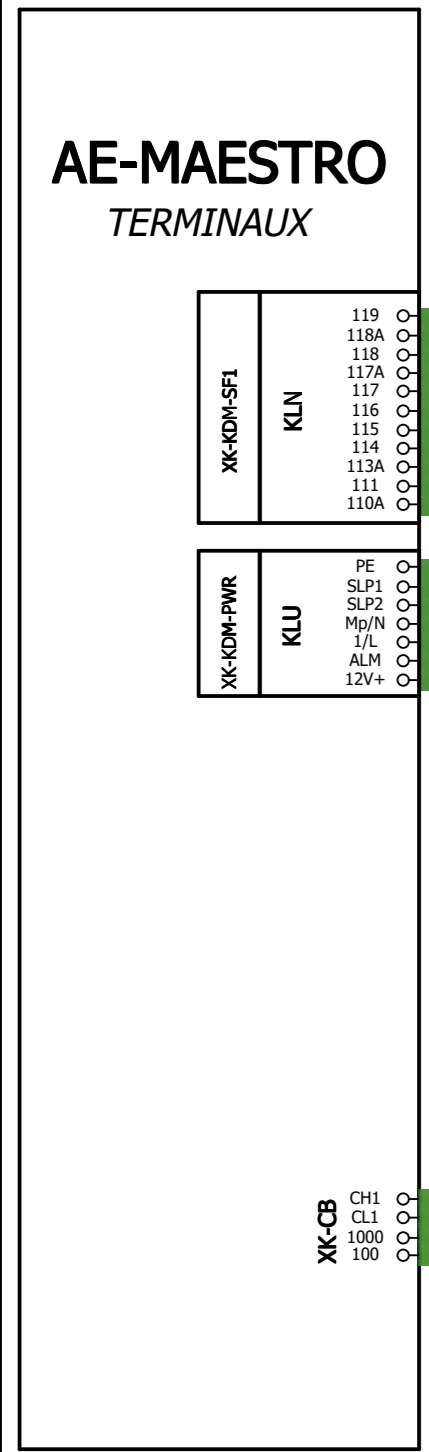 AE-MAESTRO
TERMINAUX
XK-KDM-SF1
KLN
119
118A
118
117A
117
116
115
114
113A
111
110A
XK-KDM-PWR
KLU
PE
SLP1
SLP2
Mp/N
1/L
ALM
12V+
XK-CB
CH1
CL1
1000
100